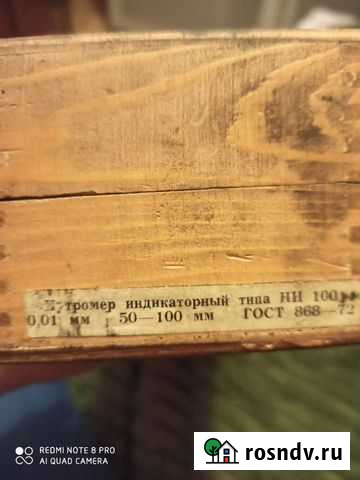 Нутромер индикаторный типа НИ 100
0,01 мм 50—100 мм ГОСТ 868—72
REDMI NOTE 8 PRO
AI QUAD CAMERA
rosndv.ru